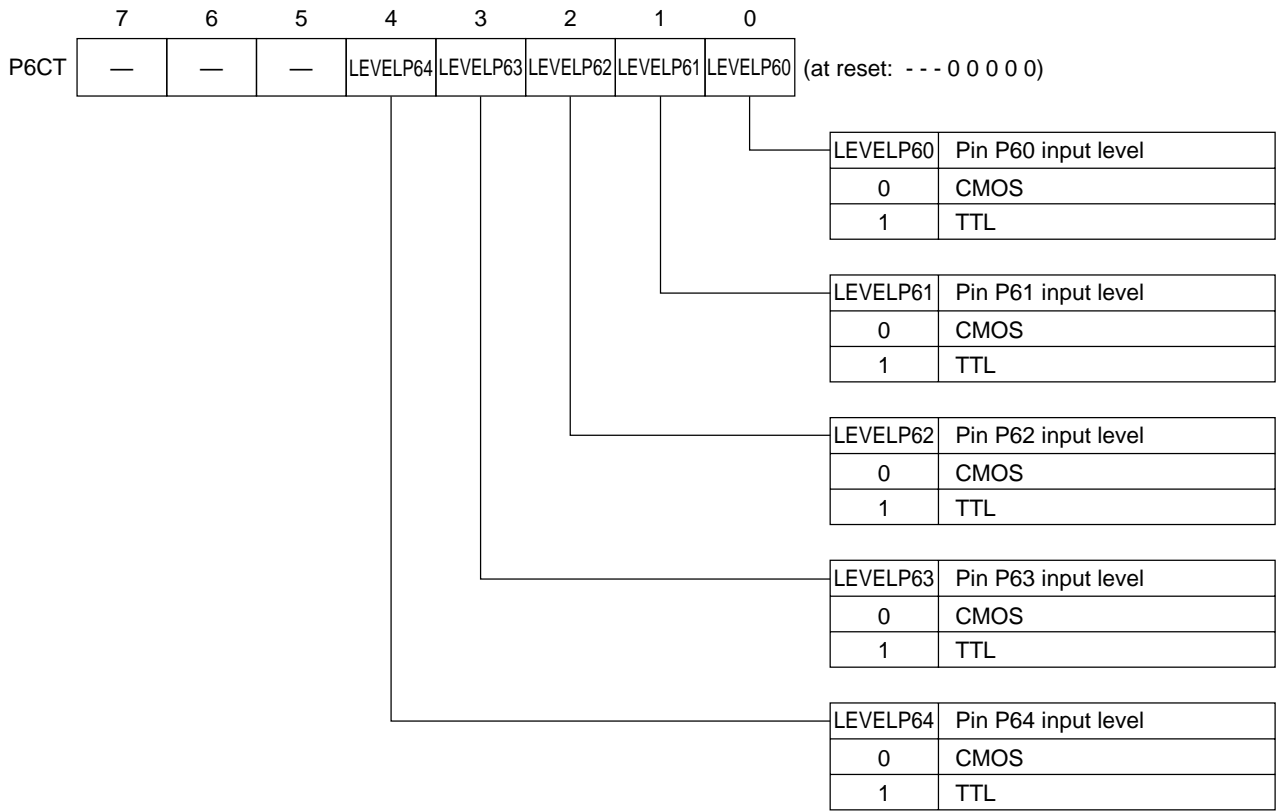 7 6 5 4 3 2 1 0
P6CT — — — LEVELP64 LEVELP63 LEVELP62 LEVELP61 LEVELP60 (at reset: - - - 0 0 0 0 0)
LEVELP60 Pin P60 input level
0 CMOS
1 TTL
LEVELP61 Pin P61 input level
0 CMOS
1 TTL
LEVELP62 Pin P62 input level
0 CMOS
1 TTL
LEVELP63 Pin P63 input level
0 CMOS
1 TTL
LEVELP64 Pin P64 input level
0 CMOS
1 TTL